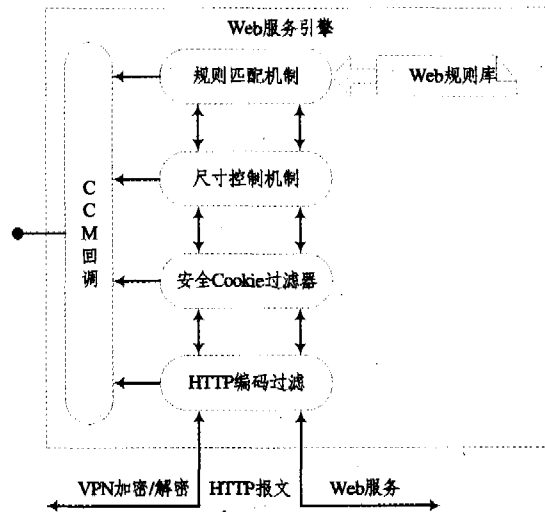 Web服务引擎
规则匹配机制
Web规则库
尺寸控制机制
CCM回调
安全Cookie过滤器
HTTP编码过滤
VPN加密/解密
HTTP报文
Web服务